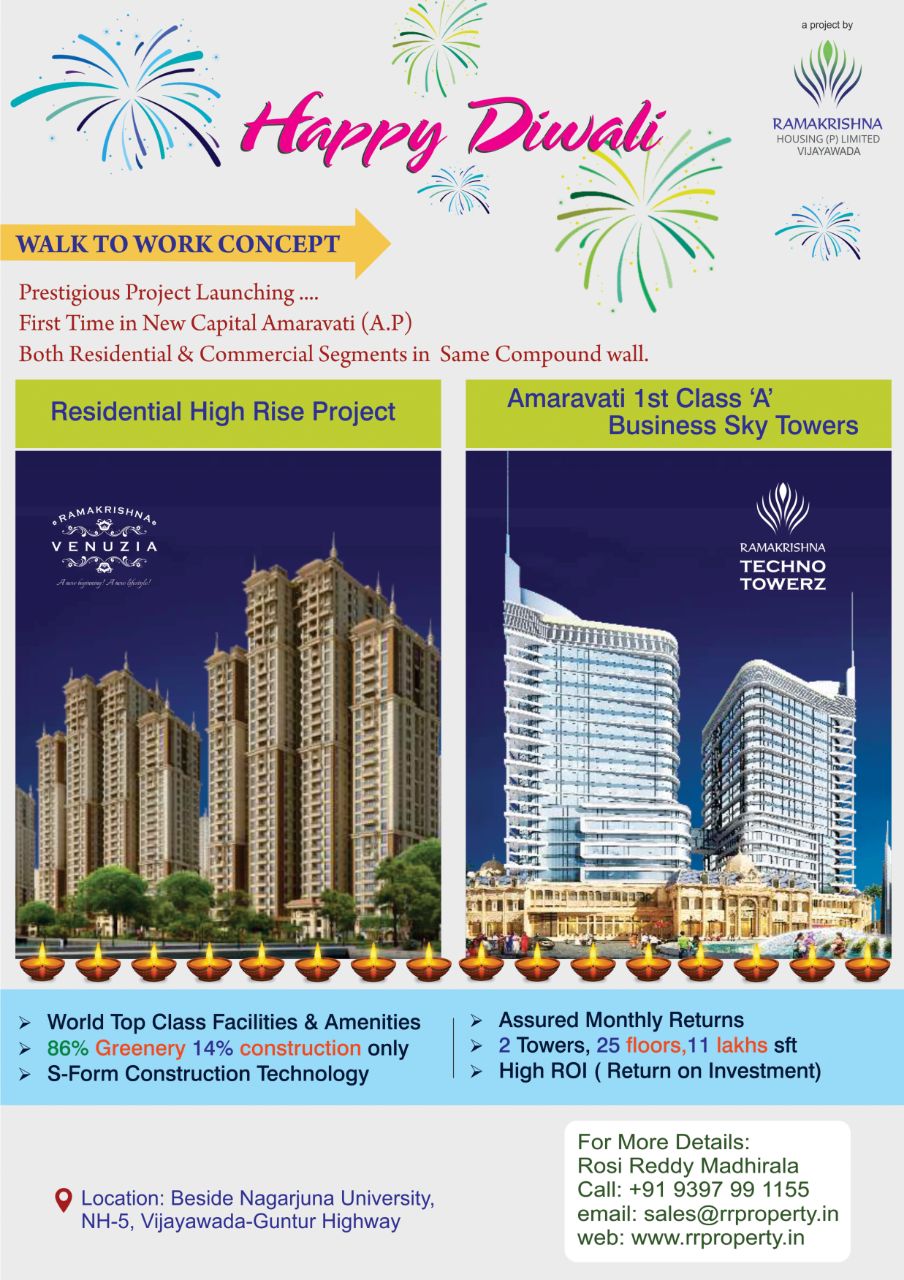 a project by
RAMAKRISHNA
HOUSING (P) LIMITED
VIJAYAWADA
Happy Diwali
WALK TO WORK CONCEPT
Prestigious Project Launching ....
First Time in New Capital Amaravati (A.P)
Both Residential & Commercial Segments in Same Compound wall.
Residential High Rise Project
RAMAKRISHNA
VENUZIA
A new beginning! A new lifestyle!
Amaravati 1st Class ‘A’
Business Sky Towers
RAMAKRISHNA
TECHNO
TOWERZ
World Top Class Facilities & Amenities
86% Greenery 14% construction only
S-Form Construction Technology
Assured Monthly Returns
2 Towers, 25 floors,11 lakhs sft
High ROI ( Return on Investment)
Location: Beside Nagarjuna University,
NH-5, Vijayawada-Guntur Highway
For More Details:
Rosi Reddy Madhirala
Call: +91 9397 99 1155
email: sales@rrproperty.in
web: www.rrproperty.in